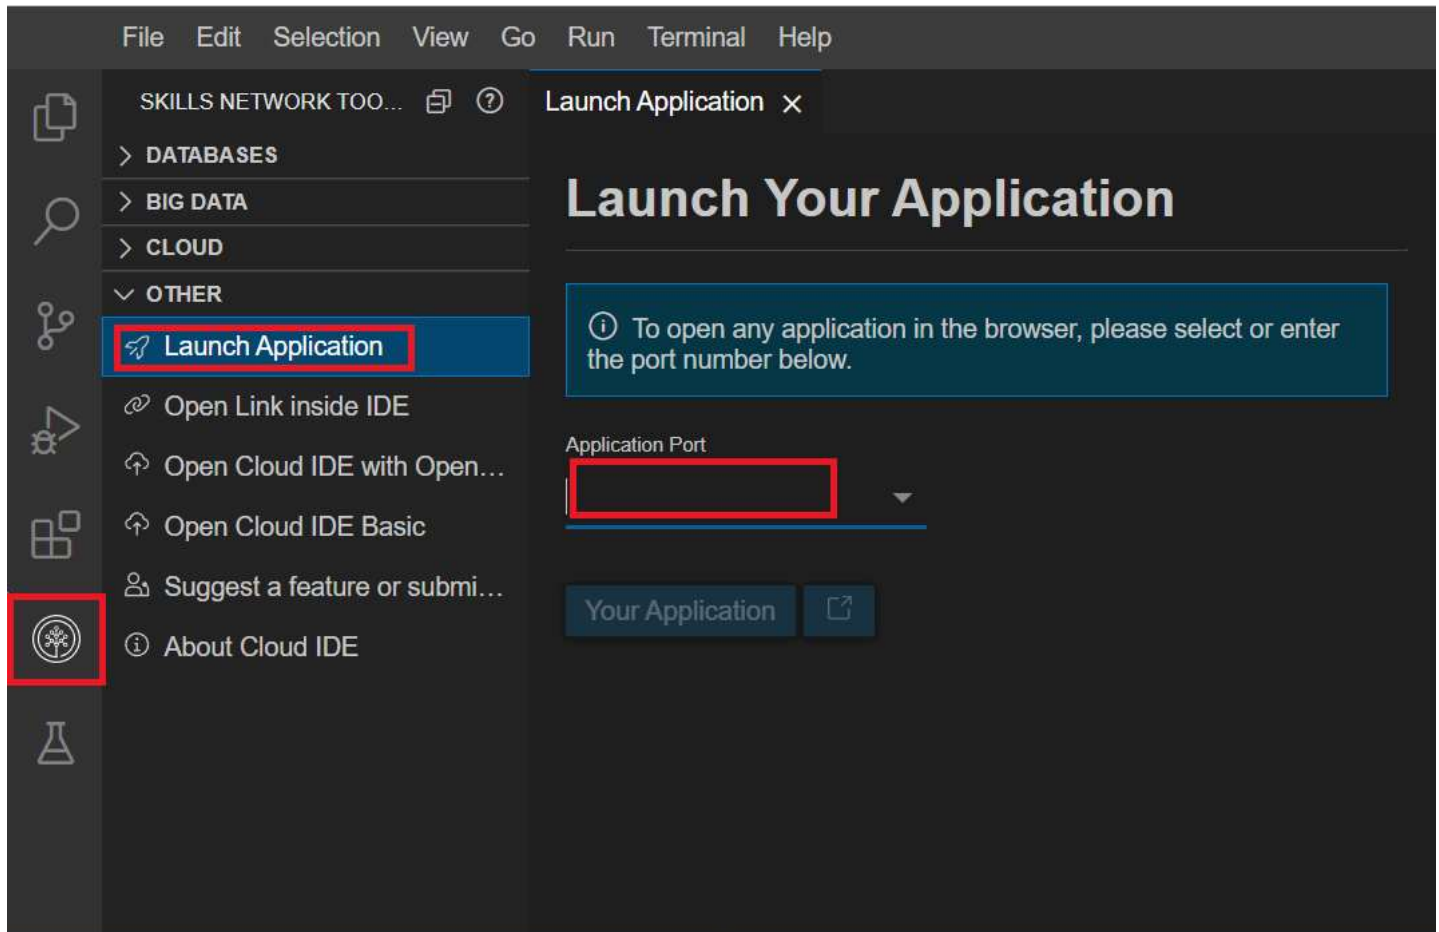 File Edit Selection View Go Run Terminal Help
SKILLS NETWORK TOO...
Launch Application
DATABASES
BIG DATA
CLOUD
OTHER
Launch Application
Open Link inside IDE
Open Cloud IDE with Open...
Open Cloud IDE Basic
Suggest a feature or submi...
About Cloud IDE
Launch Your Application
To open any application in the browser, please select or enter
the port number below.
Application Port
Your Application